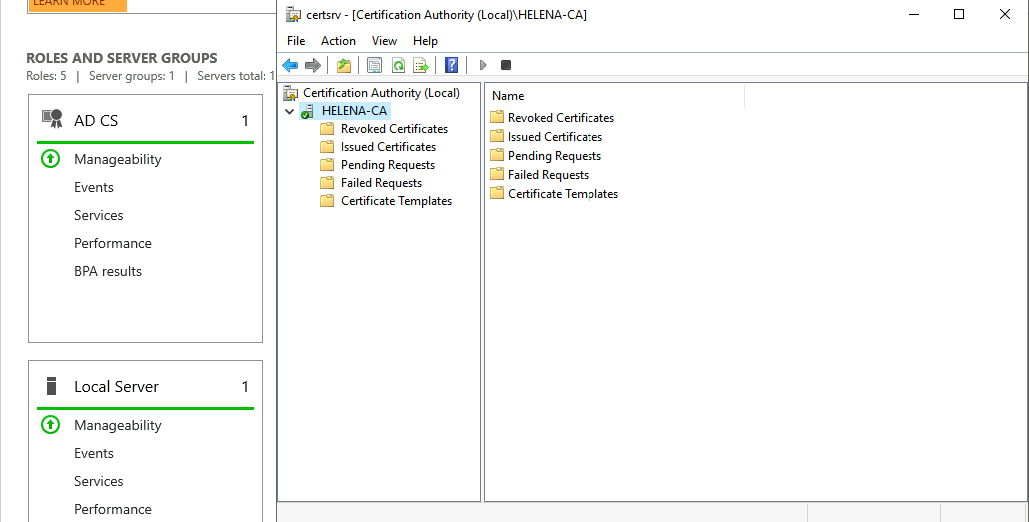 LEARN MORE
ROLES AND SERVER GROUPS
Roles: 5 | Server groups: 1 | Servers total: 1
AD CS 1
Manageability
Events
Services
Performance
BPA results
Local Server 1
Manageability
Events
Services
Performance
certsrv - [Certification Authority (Local)\HELENA-CA]
File Action View Help
Certification Authority (Local)
HELENA-CA
Revoked Certificates
Issued Certificates
Pending Requests
Failed Requests
Certificate Templates
Name
Revoked Certificates
Issued Certificates
Pending Requests
Failed Requests
Certificate Templates